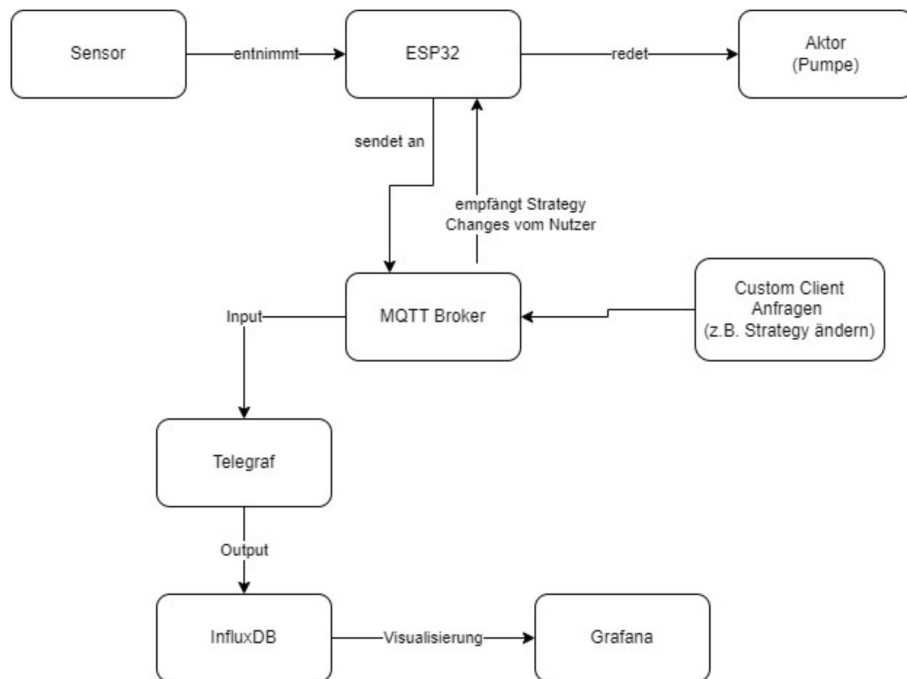 Sensor
entnimmt
ESP32
redet
Aktor
(Pumpe)
sendet an
empfängt Strategy
Changes vom Nutzer
Input
MQTT Broker
Custom Client
Anfragen
(z.B. Strategy ändern)
Telegraf
Output
InfluxDB
Visualisierung
Grafana